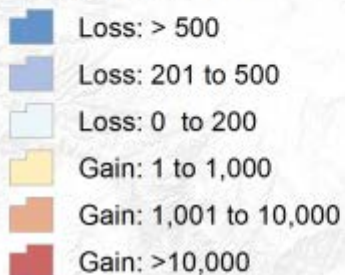 Loss: > 500
Loss: 201 to 500
Loss: 0 to 200
Gain: 1 to 1,000
Gain: 1,001 to 10,000
Gain: >10,000